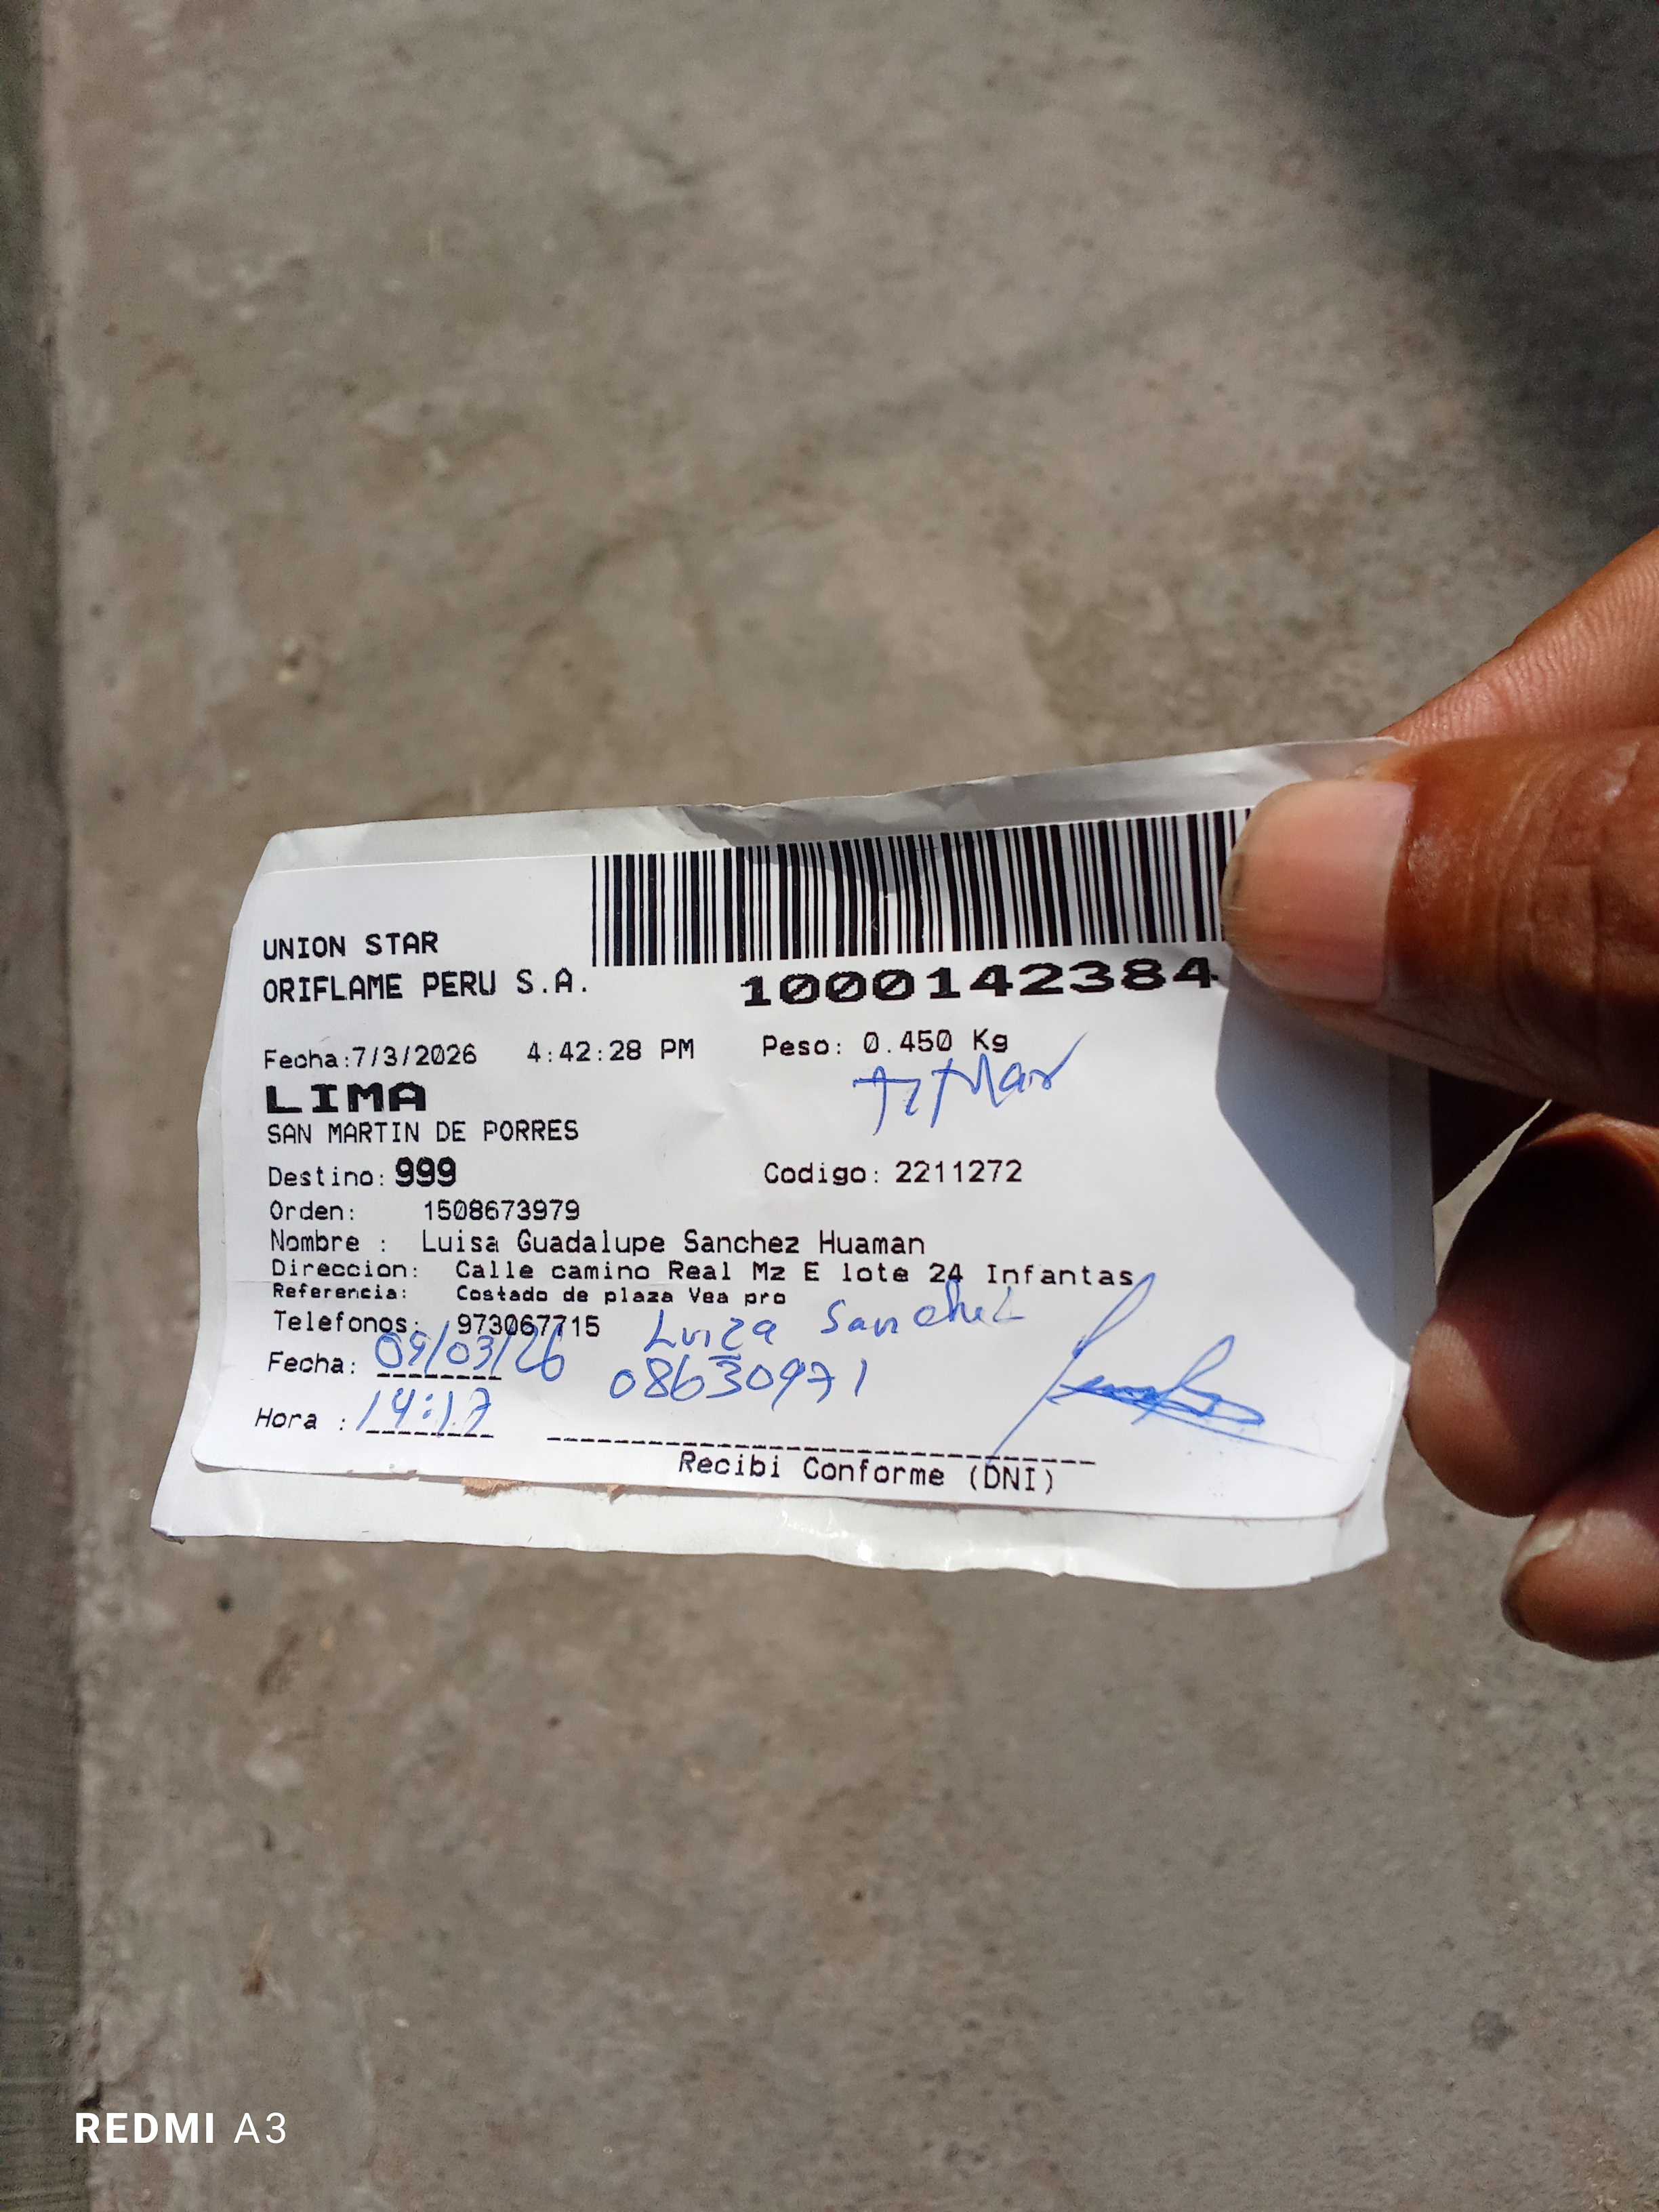 UNION STAR
ORIFLAME PERU S.A.
1000142384
Fecha:7/3/2026 4:42:28 PM Peso: 0.450 Kg
LIMA
SAN MARTIN DE PORRES
Destino: 999 Codigo: 2211272
Orden: 1508673979
Nombre : Luisa Guadalupe Sanchez Huaman
Direccion: Calle camino Real Mz E lote 24 Infantas
Referencia: Costado de plaza Vea pro
Telefonos: 973067715 Luiza Sanchez
Fecha: 09/03/26 08630971
Hora : 14:17
Recibi Conforme (DNI)
REDMI A3